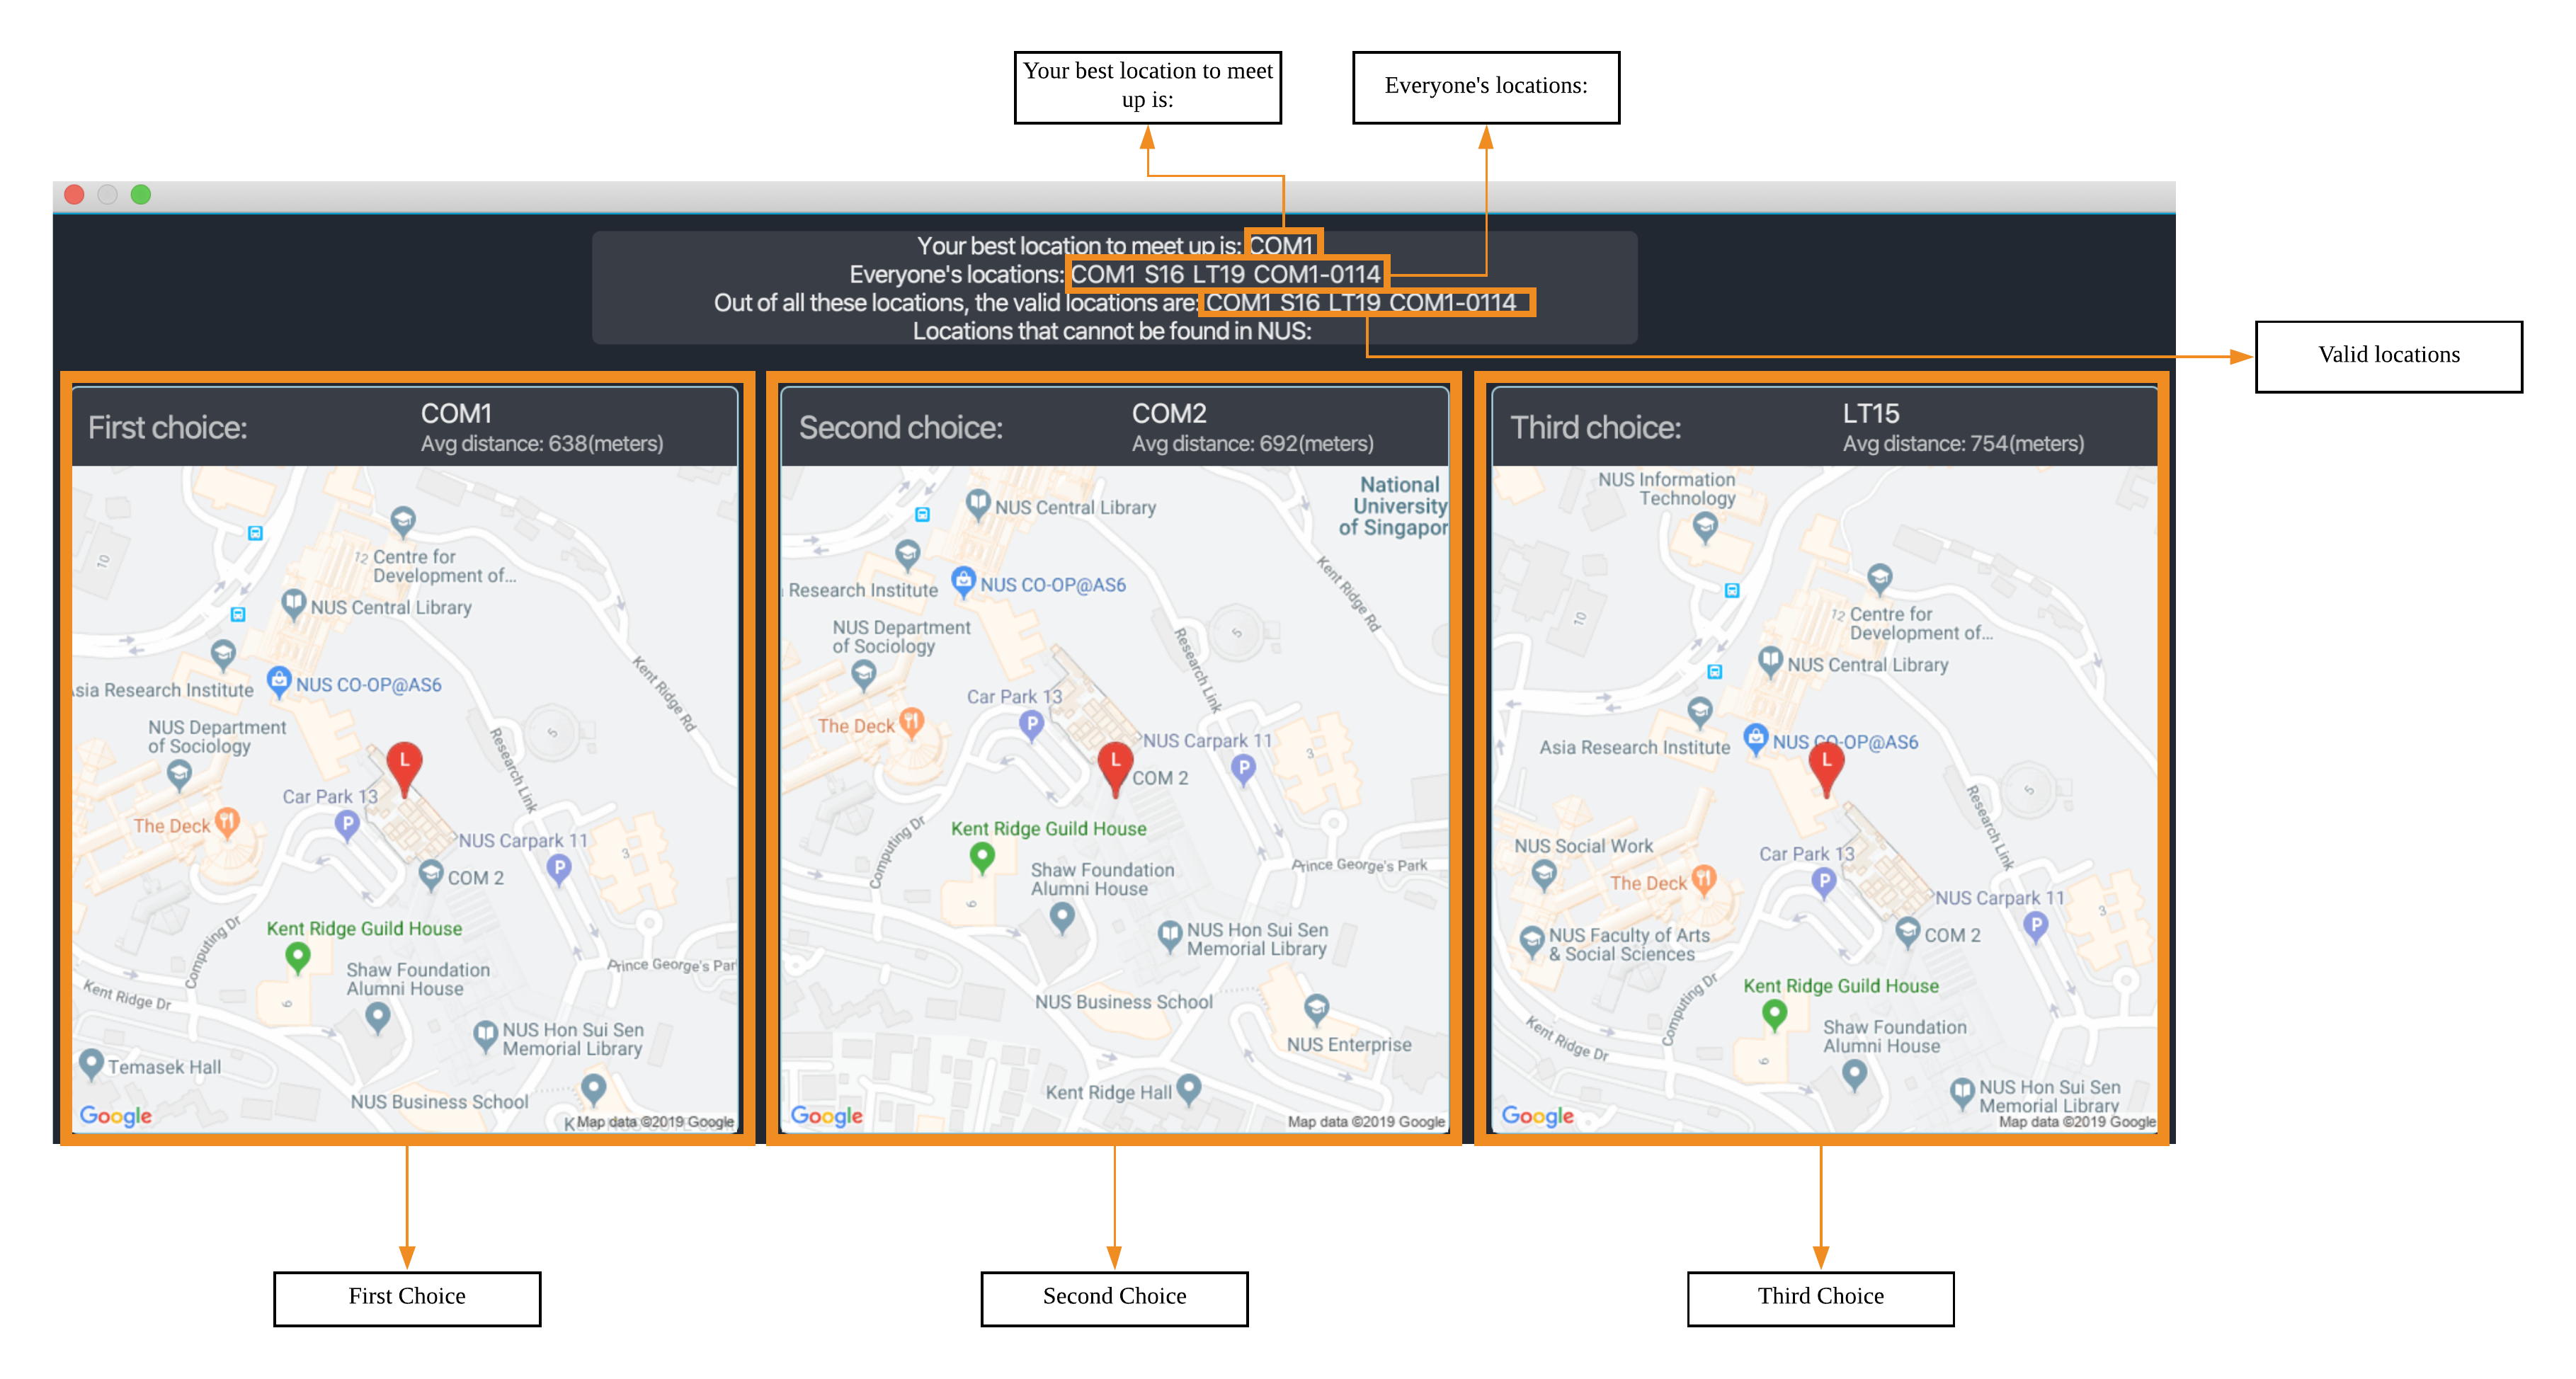 Your best location to meet
up is:
Everyone's locations:
Your best location to meet up is: COM1
Everyone's locations: COM1 S16 LT19 COM1-0114
Out of all these locations, the valid locations are: COM1 S16 LT19 COM1-0114
Locations that cannot be found in NUS:
Valid locations
First choice:
COM1
Avg distance: 638(meters)
10
12 Centre for
Development of...
NUS Central Library
Kent Ridge Rd
Asia Research Institute
NUS CO-OP@AS6
NUS Department
of Sociology
Research Link
5
L
Car Park 13
The Deck
P
NUS Carpark 11
P
3
COM 2
Computing Dr
Kent Ridge Guild House
6
Prince George's Par
Shaw Foundation
Alumni House
Kent Ridge Dr
NUS Hon Sui Sen
Memorial Library
Temasek Hall
NUS Business School
Google
Map data ©2019 Google
Second choice:
COM2
Avg distance: 692(meters)
National
University
of Singapor
NUS Central Library
Research Institute
NUS CO-OP@AS6
Kent Ridge Rd
NUS Department
of Sociology
Research Link
5
Car Park 13
P
The Deck
NUS Carpark 11
P
3
L
COM 2
Computing Dr
Kent Ridge Guild House
6
Prince George's Park
Shaw Foundation
Alumni House
NUS Hon Sui Sen
Memorial Library
NUS Business School
NUS Enterprise
Kent Ridge Hall
Google
Map data ©2019 Google
Third choice:
LT15
Avg distance: 754(meters)
NUS Information
Technology
10
12 Centre for
Development of...
NUS Central Library
Asia Research Institute
NUS CO-OP@AS6
L
Research Link
5
NUS Social Work
Car Park 13
P
The Deck
NUS Carpark 11
P
3
NUS Faculty of Arts
& Social Sciences
COM 2
Computing Dr
Kent Ridge Guild House
6
Kent Ridge Dr
Shaw Foundation
Alumni House
NUS Hon Sui Sen
Memorial Library
Google
Map data ©2019 Google
First Choice
Second Choice
Third Choice